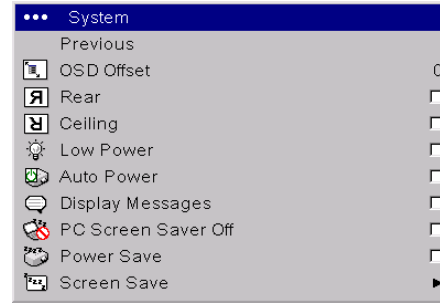 System
Previous
OSD Offset 0
Rear
Ceiling
Low Power
Auto Power
Display Messages
PC Screen Saver Off
Power Save
Screen Save